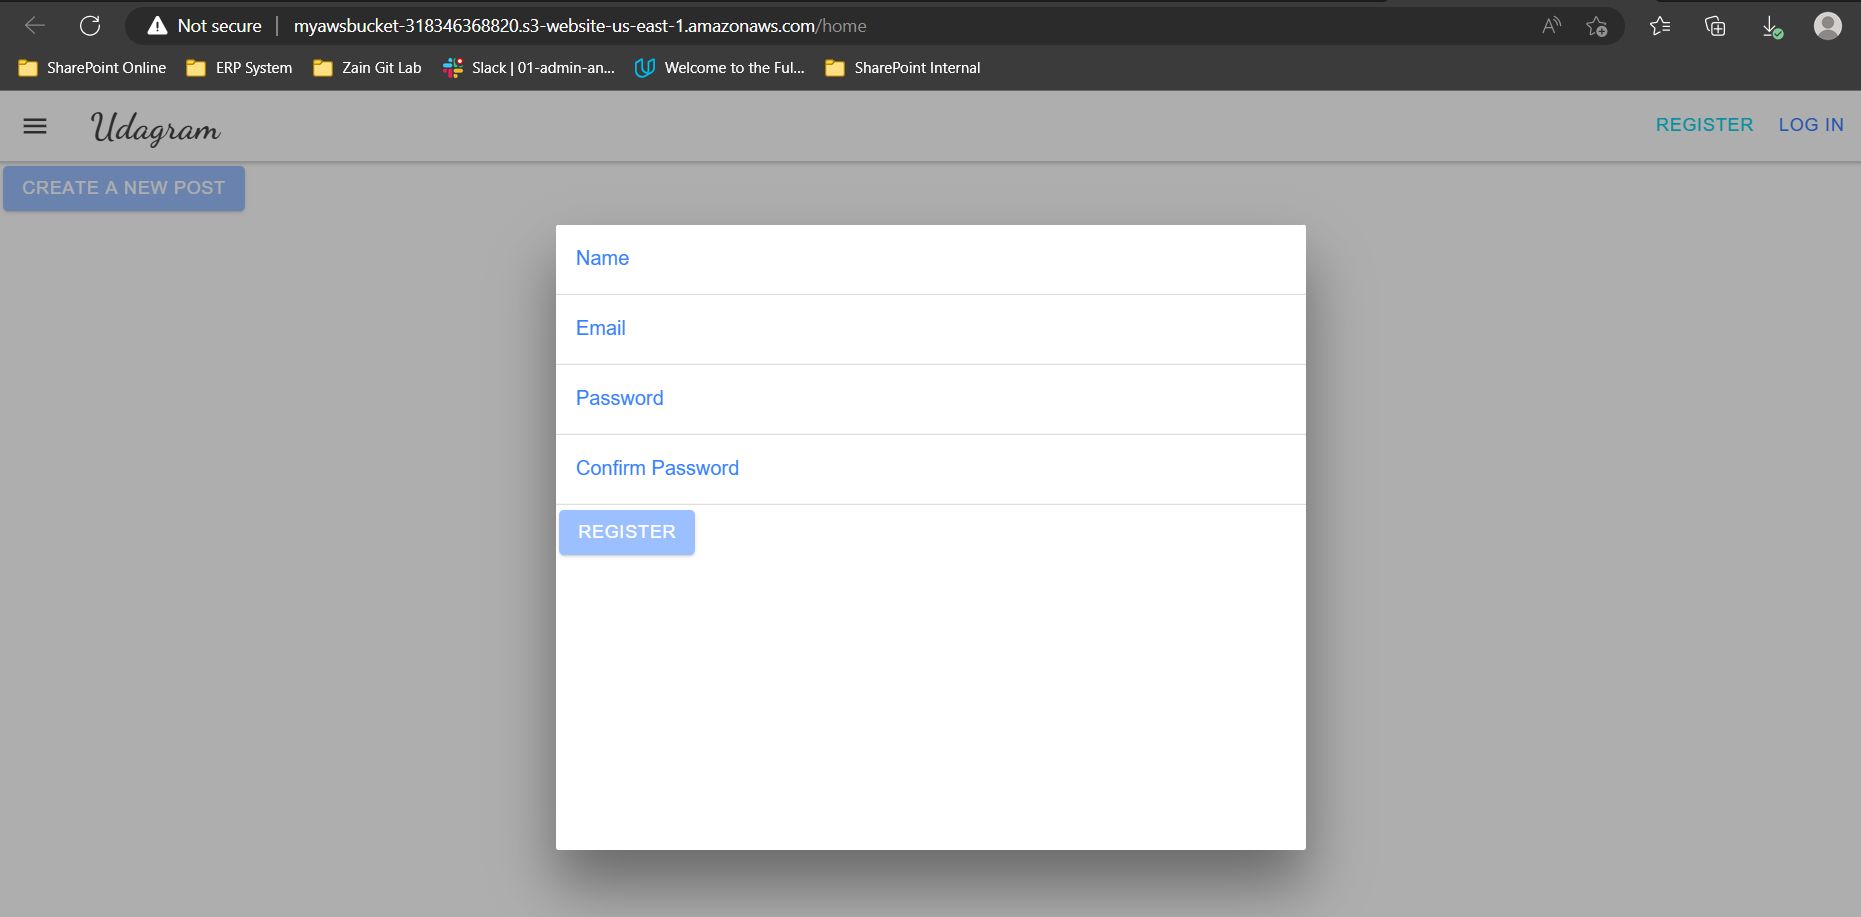 Not secure | myawsbucket-318346368820.s3-website-us-east-1.amazonaws.com/home
SharePoint Online ERP System Zain Git Lab Slack | 01-admin-an... Welcome to the Ful... SharePoint Internal
Udagram REGISTER LOG IN
CREATE A NEW POST
Name
Email
Password
Confirm Password
REGISTER